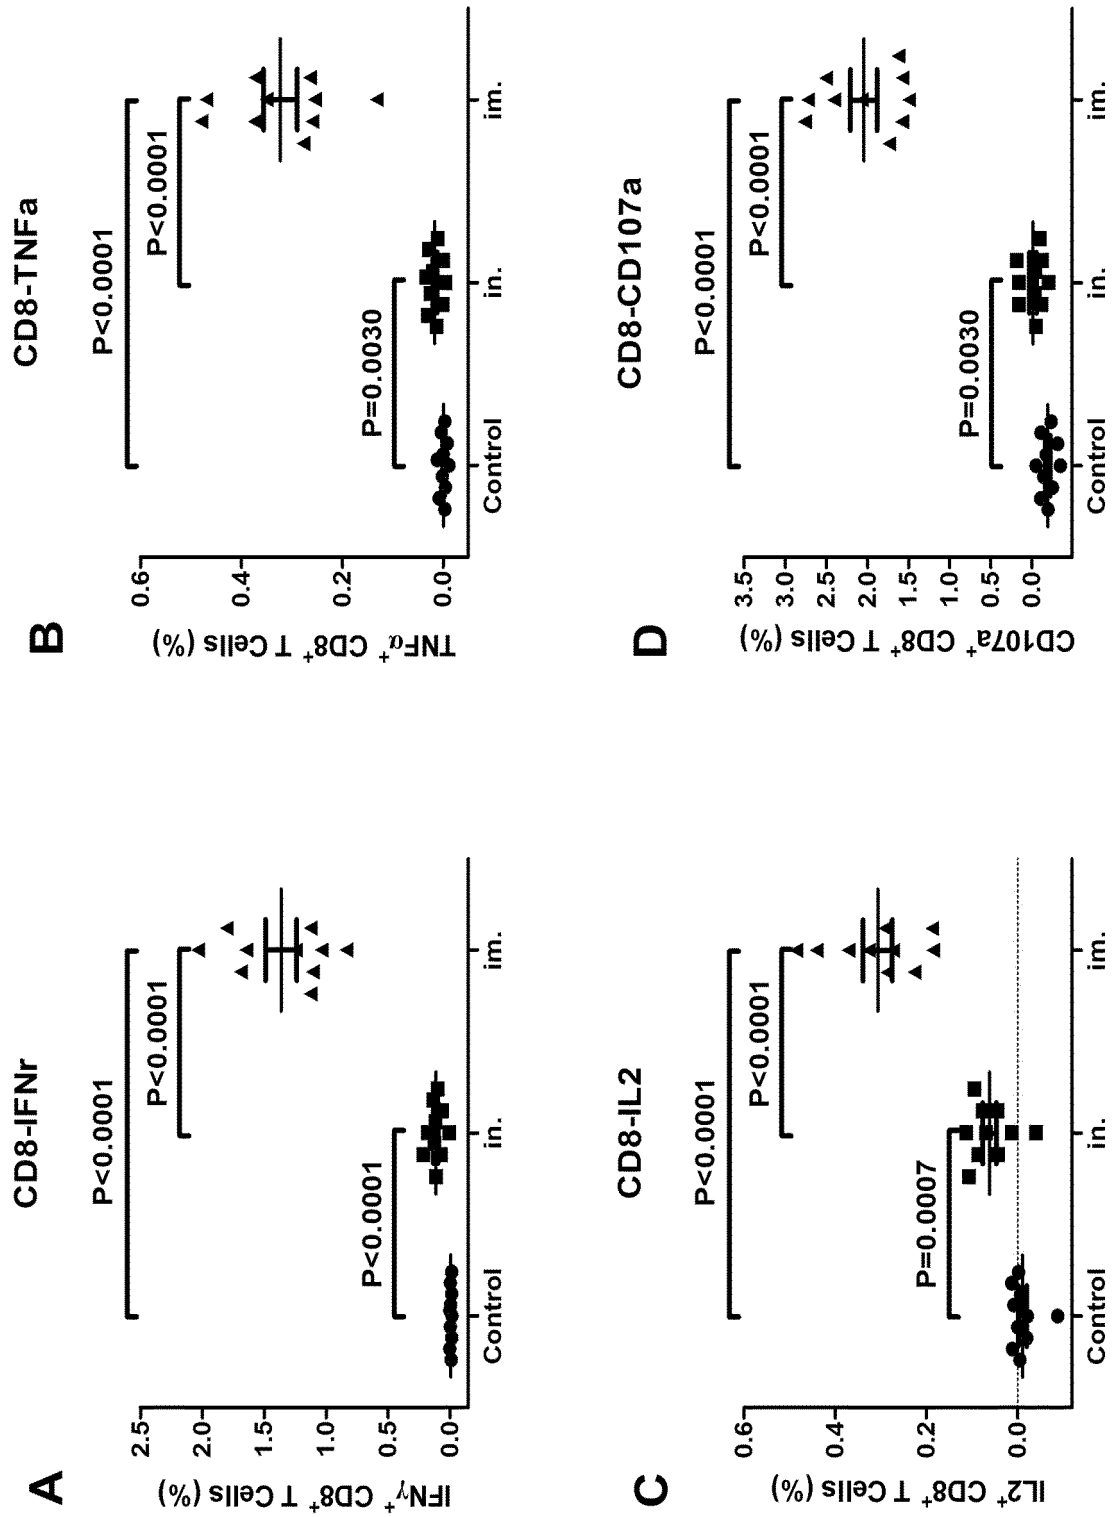 A
CD8-IFNr
IFNγ+ CD8+ T Cells (%)
2.5
2.0
1.5
1.0
0.5
0.0
P<0.0001
P<0.0001
P<0.0001
Control
in.
im.
B
CD8-TNFa
TNFα+ CD8+ T Cells (%)
0.6
0.4
0.2
0.0
P<0.0001
P<0.0001
P=0.0030
Control
in.
im.
C
CD8-IL2
IL2+ CD8+ T Cells (%)
0.6
0.4
0.2
0.0
P<0.0001
P<0.0001
P=0.0007
Control
in.
im.
D
CD8-CD107a
CD107a+ CD8+ T Cells (%)
3.5
3.0
2.5
2.0
1.5
1.0
0.5
0.0
P<0.0001
P<0.0001
P=0.0030
Control
in.
im.